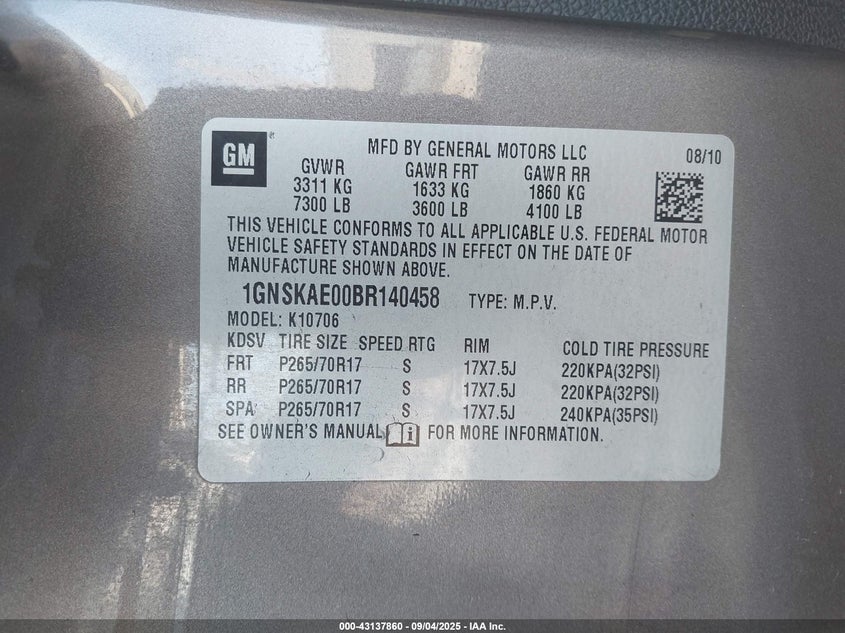 GM
MFD BY GENERAL MOTORS LLC 08/10
GVWR GAWR FRT GAWR RR
3311 KG 1633 KG 1860 KG
7300 LB 3600 LB 4100 LB
THIS VEHICLE CONFORMS TO ALL APPLICABLE U.S. FEDERAL MOTOR
VEHICLE SAFETY STANDARDS IN EFFECT ON THE DATE OF
MANUFACTURE SHOWN ABOVE.
1GNSKAE00BR140458 TYPE: M.P.V.
MODEL: K10706
KDSV TIRE SIZE SPEED RTG RIM COLD TIRE PRESSURE
FRT P265/70R17 S 17X7.5J 220KPA(32PSI)
RR P265/70R17 S 17X7.5J 220KPA(32PSI)
SPA P265/70R17 S 17X7.5J 240KPA(35PSI)
SEE OWNER'S MANUAL i FOR MORE INFORMATION.
000-43137860 - 09/04/2025 - IAA Inc.